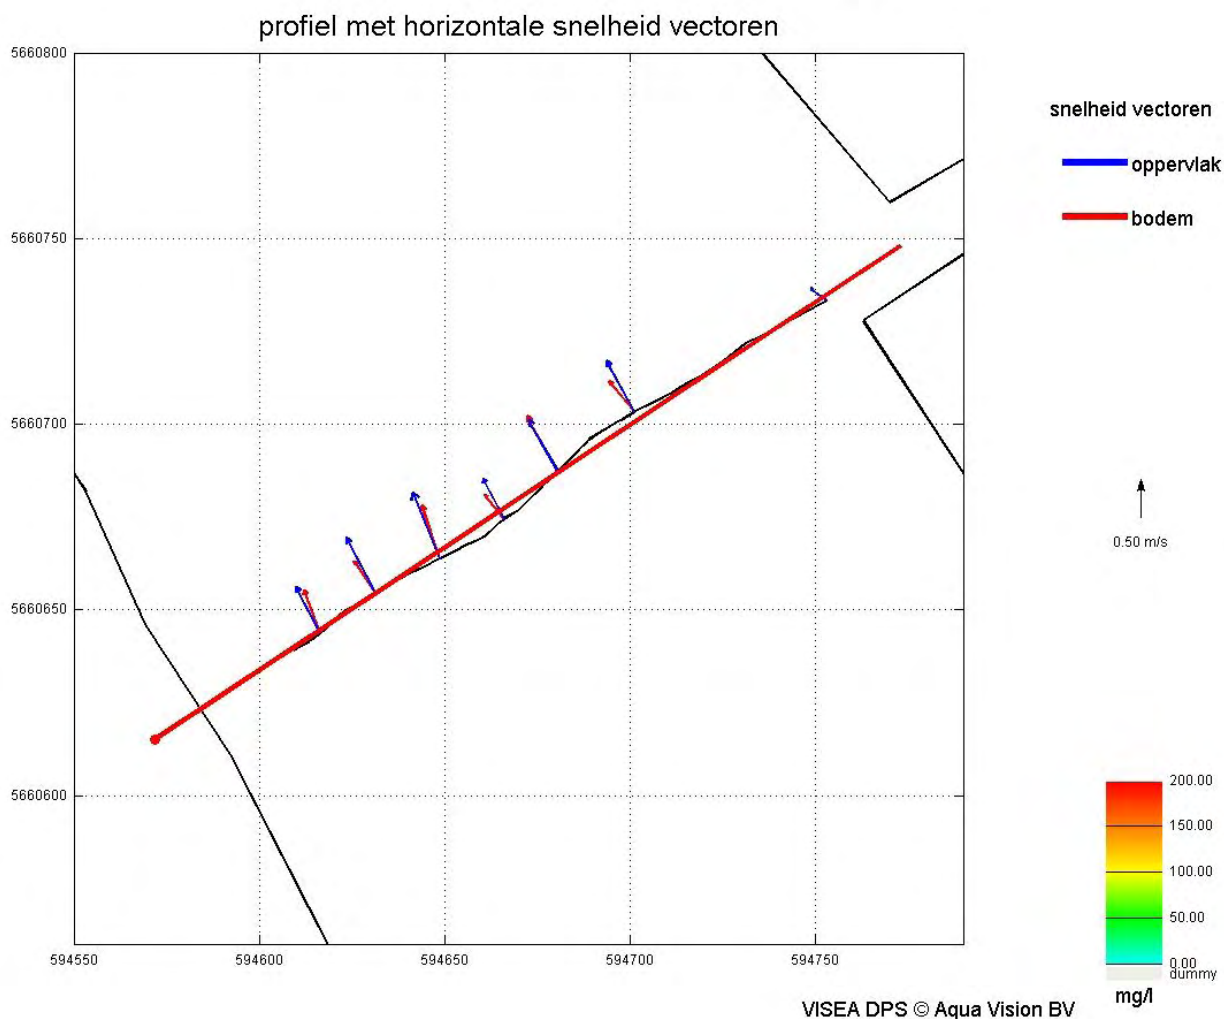 profiel met horizontale snelheid vectoren
5660800
5660750
5660700
5660650
5660600
594550
594600
594650
594700
594750
snelheid vectoren
oppervlak
bodem
0.50 m/s
200.00
150.00
100.00
50.00
0.00
dummy
mg/l
VISEA DPS © Aqua Vision BV